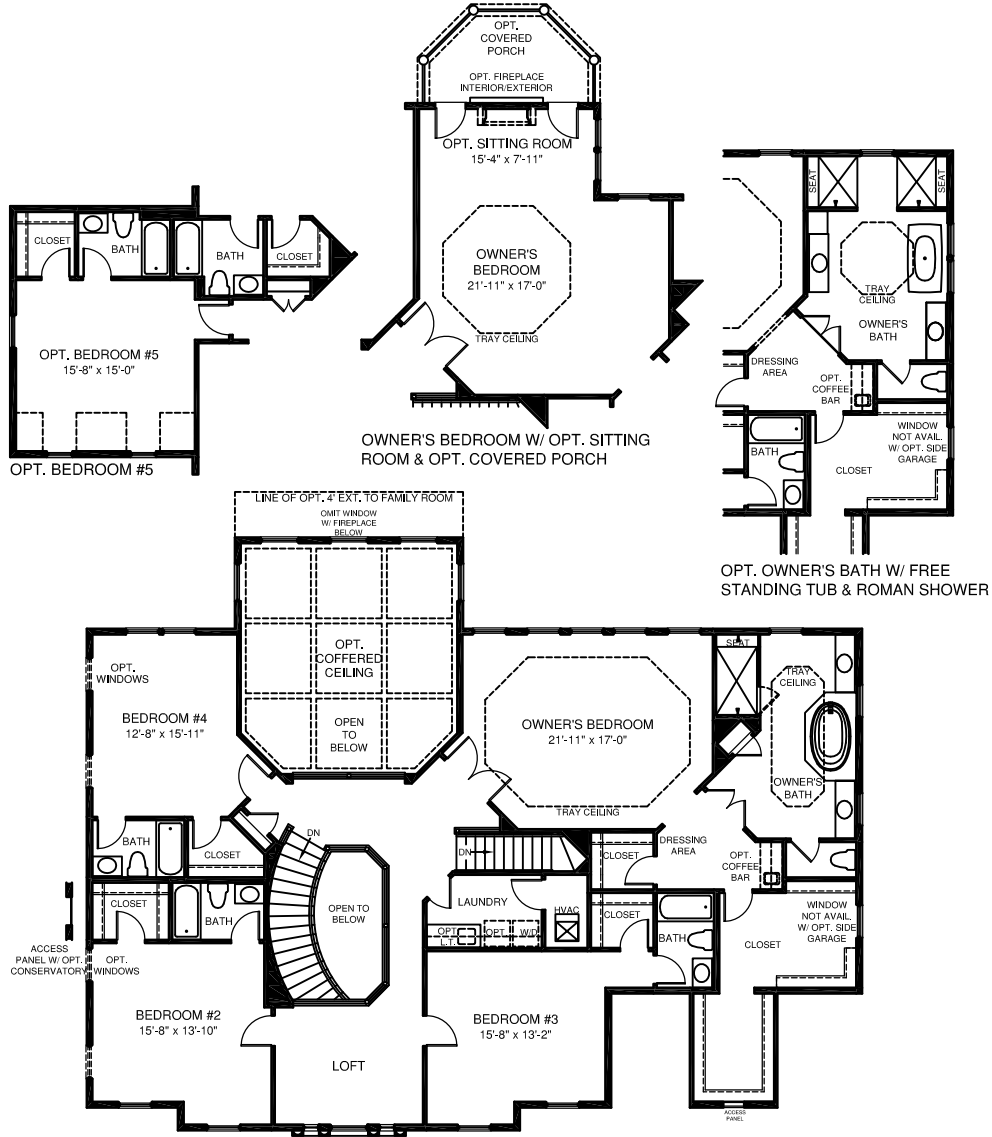 OPT.
COVERED
PORCH
OPT. FIREPLACE
INTERIOR/EXTERIOR
OPT. SITTING ROOM
15'-4" x 7'-11"
OWNER'S
BEDROOM
21'-11" x 17'-0"
TRAY CEILING
OWNER'S BEDROOM W/ OPT. SITTING
ROOM & OPT. COVERED PORCH
CLOSET
BATH
BATH
CLOSET
OPT. BEDROOM #5
15'-8" x 15'-0"
OPT. BEDROOM #5
SEAT
SEAT
TRAY
CEILING
OWNER'S
BATH
DRESSING
AREA
OPT.
COFFEE
BAR
BATH
WINDOW
NOT AVAIL.
W/ OPT. SIDE
GARAGE
CLOSET
OPT. OWNER'S BATH W/ FREE
STANDING TUB & ROMAN SHOWER
LINE OF OPT. 4' EXT. TO FAMILY ROOM
OMIT WINDOW
W/ FIREPLACE
BELOW
OPT.
COFFERED
CEILING
OPEN
TO
BELOW
OPT.
WINDOWS
BEDROOM #4
12'-8" x 15'-11"
OWNER'S BEDROOM
21'-11" x 17'-0"
TRAY CEILING
SEAT
TRAY
CEILING
OWNER'S
BATH
BATH
CLOSET
DN
DN
CLOSET
DRESSING
AREA
OPT.
COFFEE
BAR
CLOSET
BATH
OPEN TO
BELOW
LAUNDRY
HVAC
OPT.
L.T.
OPT.
W/D
CLOSET
BATH
WINDOW
NOT AVAIL.
W/ OPT. SIDE
GARAGE
CLOSET
ACCESS
PANEL W/ OPT.
CONSERVATORY
OPT.
WINDOWS
BEDROOM #2
15'-8" x 13'-10"
BEDROOM #3
15'-8" x 13'-2"
LOFT
ACCESS
PANEL